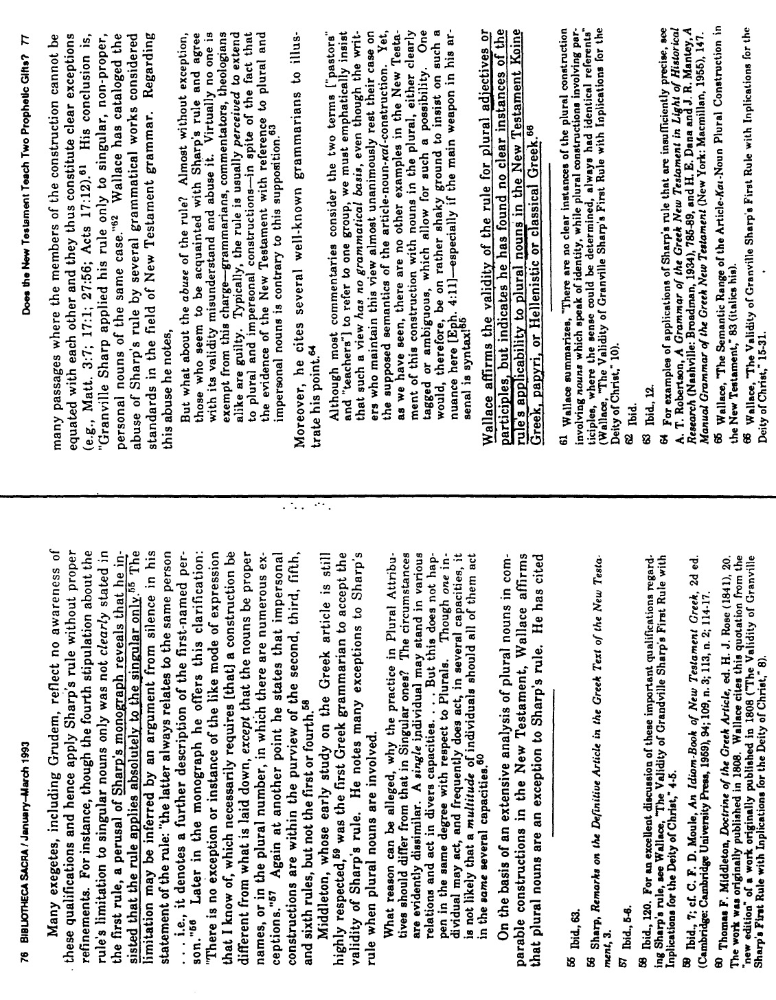 76 BIBLIOTHECA SACRA / January–March 1993
Many exegetes, including Grudem, reflect no awareness of
these qualifications and hence apply Sharp's rule without proper
refinements. For instance, though the fourth stipulation about the
rule's limitation to singular nouns only was not clearly stated in
the first rule, a perusal of Sharp's monograph reveals that he in-
sisted that the rule applies absolutely to the singular only.55 The
limitation may be inferred by an argument from silence in his
statement of the rule: "the latter always relates to the same person
. . . i.e., it denotes a further description of the first-named per-
son."56 Later in the monograph he offers this clarification:
"There is no exception or instance of the like mode of expression
that I know of, which necessarily requires [that] a construction be
different from what is laid down, except that the nouns be proper
names, or in the plural number, in which there are numerous ex-
ceptions."57 Again at another point he states that impersonal
constructions are within the purview of the second, third, fifth,
and sixth rules, but not the first or fourth.58
Middleton, whose early study on the Greek article is still
highly respected,59 was the first Greek grammarian to accept the
validity of Sharp's rule. He notes many exceptions to Sharp's
rule when plural nouns are involved.
What reason can be alleged, why the practice in Plural Attribu-
tives should differ from that in Singular ones? The circumstances
are evidently dissimilar. A single individual may stand in various
relations and act in divers capacities. . . . But this does not hap-
pen in the same degree with respect to Plurals. Though one in-
dividual may act, and frequently does act, in several capacities, it
is not likely that a multitude of individuals should all of them act
in the same several capacities.60
On the basis of an extensive analysis of plural nouns in com-
parable constructions in the New Testament, Wallace affirms
that plural nouns are an exception to Sharp's rule. He has cited
55 Ibid., 63.
56 Sharp, Remarks on the Definitive Article in the Greek Text of the New Testa-
ment, 3.
57 Ibid., 5-6.
58 Ibid., 120. For an excellent discussion of these important qualifications regard-
ing Sharp's rule, see Wallace, "The Validity of Grandville Sharp's First Rule with
Inplications for the Deity of Christ," 4-5.
59 Ibid., 7; cf. C. F. D. Moule, An Idiom-Book of New Testament Greek, 2d ed.
(Cambridge: Cambridge University Press, 1959), 94; 109, n. 3; 113, n. 2; 114-17.
60 Thomas F. Middleton, Doctrine of the Greek Article, ed. H. J. Rose (1841), 20.
The work was originally published in 1808. Wallace cites this quotation from the
"new edition" of a work originally published in 1808 ("The Validity of Granville
Sharp's First Rule with Inplications for the Deity of Christ," 8).
Does the New Testament Teach Two Prophetic Gifts? 77
many passages where the members of the construction cannot be
equated with each other and they thus constitute clear exceptions
(e.g., Matt. 3:7; 17:1; 27:56; Acts 17:12).61 His conclusion is,
"Granville Sharp applied his rule only to singular, non-proper,
personal nouns of the same case."62 Wallace has cataloged the
abuse of Sharp's rule by several grammatical works considered
standards in the field of New Testament grammar. Regarding
this abuse he notes,
But what about the abuse of the rule? Almost without exception,
those who seem to be acquainted with Sharp's rule and agree
with its validity misunderstand and abuse it. Virtually no one is
exempt from this charge—grammarians, commentators, theologians
alike are guilty. Typically, the rule is usually perceived to extend
to plural and impersonal constructions—in spite of the fact that
the evidence of the New Testament with reference to plural and
impersonal nouns is contrary to this supposition.63
Moreover, he cites several well-known grammarians to illus-
trate his point.64
Although most commentaries consider the two terms ["pastors"
and "teachers"] to refer to one group, we must emphatically insist
that such a view has no grammatical basis, even though the writ-
ers who maintain this view almost unanimously rest their case on
the supposed semantics of the article-noun-καί-construction. Yet,
as we have seen, there are no other examples in the New Testa-
ment of this construction with nouns in the plural, either clearly
tagged or ambiguous, which allow for such a possibility. One
would, therefore, be on rather shaky ground to insist on such a
nuance here [Eph. 4:11]—especially if the main weapon in his ar-
senal is syntax!65
Wallace affirms the validity of the rule for plural adjectives or
participles, but indicates he has found no clear instances of the
rule's applicability to plural nouns in the New Testament Koine
Greek, papyri, or Hellenistic or classical Greek.66
61 Wallace summarizes, "There are no clear instances of the plural construction
involving nouns which speak of identity, while plural constructions involving par-
ticiples, where the sense could be determined, always had identical referents"
(Wallace, "The Validity of Granville Sharp's First Rule with Inplications for the
Deity of Christ," 10).
62 Ibid.
63 Ibid., 12.
64 For examples of applications of Sharp's rule that are insufficiently precise, see
A. T. Robertson, A Grammar of the Greek New Testament in Light of Historical
Research (Nashville: Broadman, 1934), 785-89, and H. E. Dana and J. R. Mantey, A
Manual Grammar of the Greek New Testament (New York: Macmillan, 1955), 147.
65 Wallace, "The Semantic Range of the Article-Και-Noun Plural Construction in
the New Testament," 83 (italics his).
66 Wallace, "The Validity of Granville Sharp's First Rule with Inplications for the
Deity of Christ," 15-31.